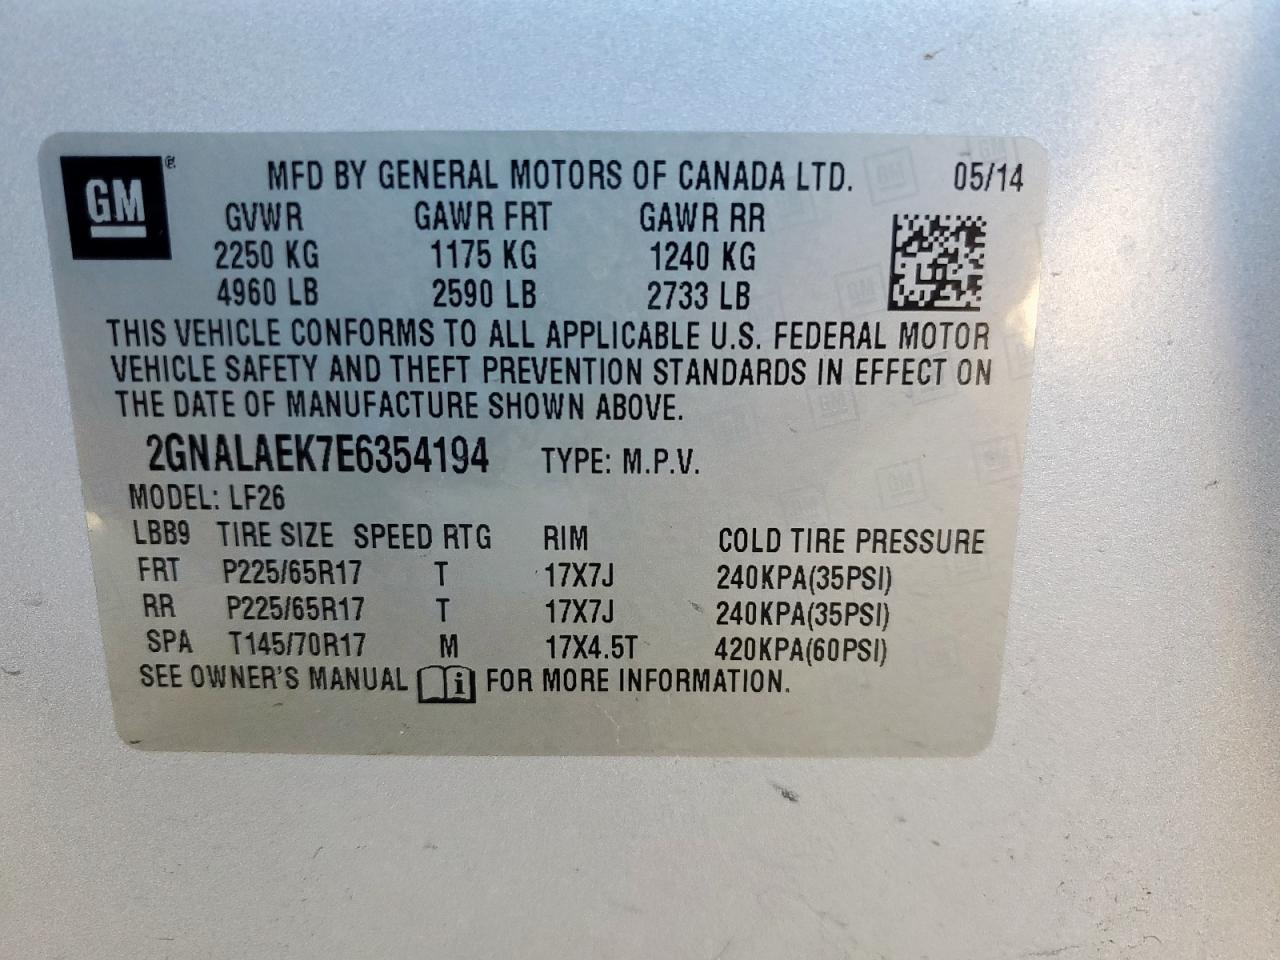 GM ®
MFD BY GENERAL MOTORS OF CANADA LTD. 05/14
GVWR GAWR FRT GAWR RR
2250 KG 1175 KG 1240 KG
4960 LB 2590 LB 2733 LB
THIS VEHICLE CONFORMS TO ALL APPLICABLE U.S. FEDERAL MOTOR
VEHICLE SAFETY AND THEFT PREVENTION STANDARDS IN EFFECT ON
THE DATE OF MANUFACTURE SHOWN ABOVE.
2GNALAEK7E6354194 TYPE: M.P.V.
MODEL: LF26
LBB9 TIRE SIZE SPEED RTG RIM COLD TIRE PRESSURE
FRT P225/65R17 T 17X7J 240KPA(35PSI)
RR P225/65R17 T 17X7J 240KPA(35PSI)
SPA T145/70R17 M 17X4.5T 420KPA(60PSI)
SEE OWNER'S MANUAL i FOR MORE INFORMATION.